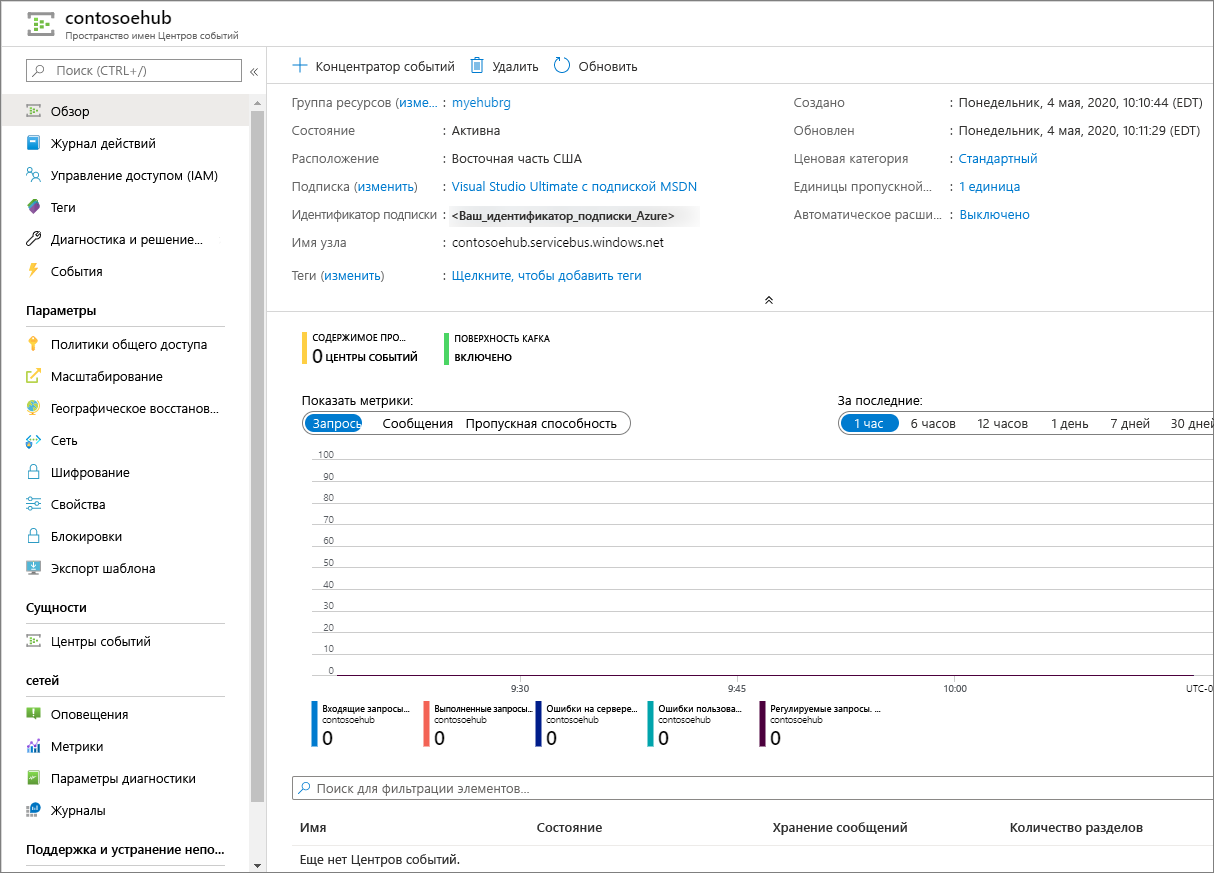 contosoehub
Пространство имен Центров событий
Поиск (CTRL+/)
«
Обзор
Журнал действий
Управление доступом (IAM)
Теги
Диагностика и решение...
События
Параметры
Политики общего доступа
Масштабирование
Географическое восстанов...
Сеть
Шифрование
Свойства
Блокировки
Экспорт шаблона
Сущности
Центры событий
сетей
Оповещения
Метрики
Параметры диагностики
Журналы
Поддержка и устранение непо...
Концентратор событий Удалить Обновить
Группа ресурсов (изме... : myehubrg
Состояние : Активна
Расположение : Восточная часть США
Подписка (изменить) : Visual Studio Ultimate с подпиской MSDN
Идентификатор подписки : <Ваш_идентификатор_подписки_Azure>
Имя узла : contosoehub.servicebus.windows.net
Теги (изменить) : Щелкните, чтобы добавить теги
Создано : Понедельник, 4 мая, 2020, 10:10:44 (EDT)
Обновлен : Понедельник, 4 мая, 2020, 10:11:29 (EDT)
Ценовая категория : Стандартный
Единицы пропускной... : 1 единица
Автоматическое расши... : Выключено
СОДЕРЖИМОЕ ПРО...
0 ЦЕНТРЫ СОБЫТИЙ
ПОВЕРХНОСТЬ КАФКА
ВКЛЮЧЕНО
Показать метрики:
Запросы Сообщения Пропускная способность
За последние:
1 час 6 часов 12 часов 1 день 7 дней 30 дней
100
90
80
70
60
50
40
30
20
10
0
9:30 9:45 10:00 UTC-0
Входящие запросы...
contosoehub
0
Выполненные запросы...
contosoehub
0
Ошибки на сервере...
contosoehub
0
Ошибки пользова...
contosoehub
0
Регулируемые запросы. ...
contosoehub
0
Поиск для фильтрации элементов...
Имя Состояние Хранение сообщений Количество разделов
Еще нет Центров событий.